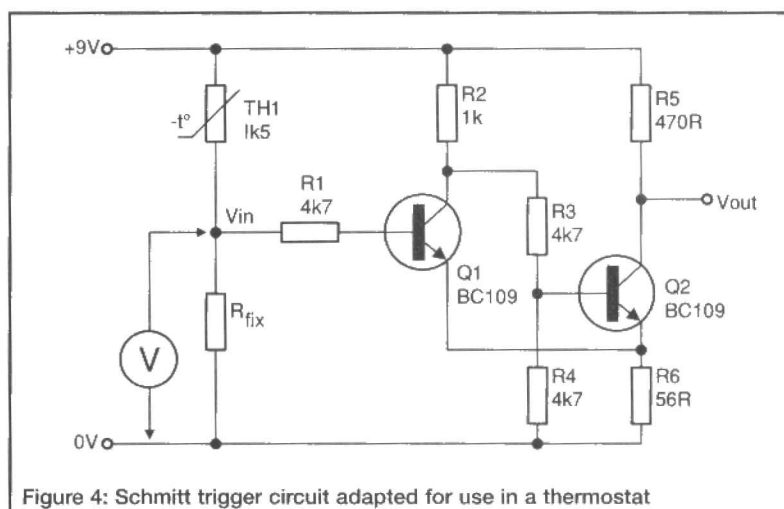 +9V
TH1
-t°
Ik5
R2
1k
R5
470R
R1
4k7
Vin
R3
4k7
Vout
Q1
BC109
Q2
BC109
Rfix
V
R4
4k7
R6
56R
0V
Figure 4: Schmitt trigger circuit adapted for use in a thermostat